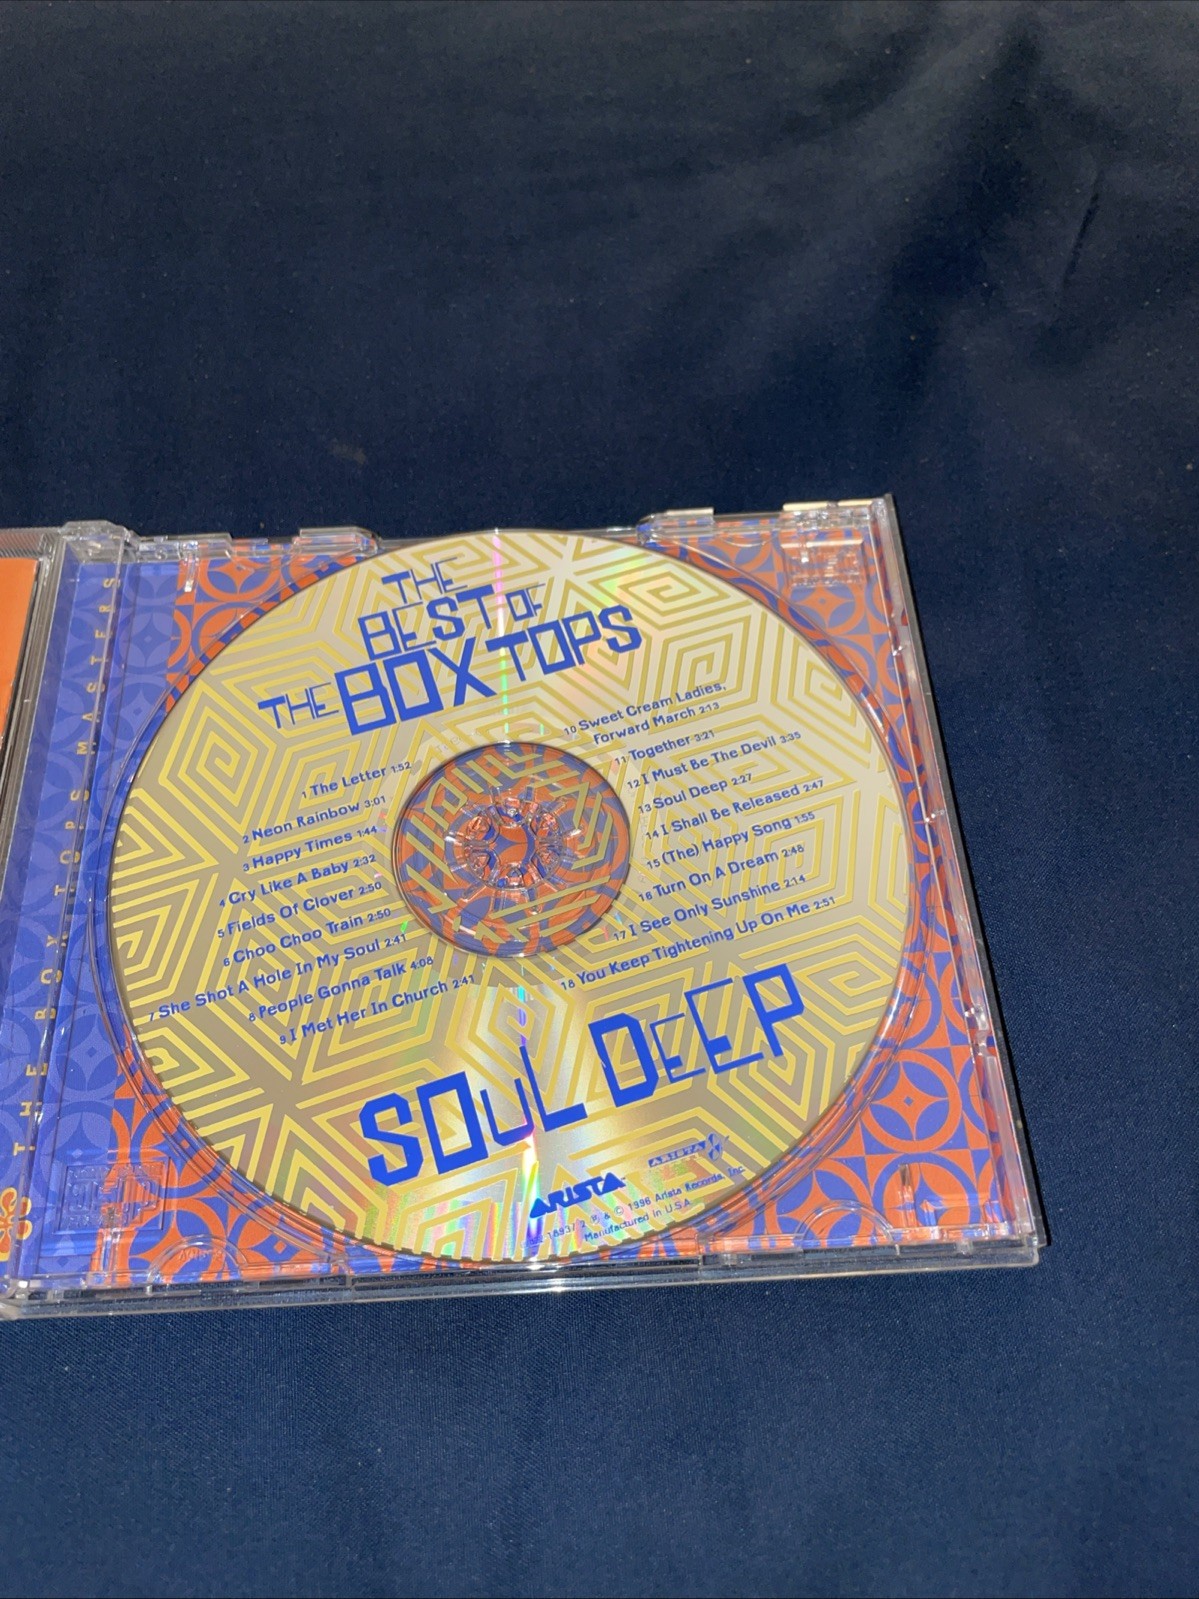 THE BOX TOPS MASTERS
THE
BEST OF
THE BOX TOPS
1 The Letter 1:52
2 Neon Rainbow 3:01
3 Happy Times 1:44
4 Cry Like A Baby 2:32
5 Fields Of Clover 2:50
6 Choo Choo Train 2:50
7 She Shot A Hole In My Soul 2:41
8 People Gonna Talk 4:08
9 I Met Her In Church 2:41
10 Sweet Cream Ladies,
Forward March 2:13
11 Together 3:21
12 I Must Be The Devil 3:35
13 Soul Deep 2:27
14 I Shall Be Released 2:47
15 (The) Happy Song 1:55
16 Turn On A Dream 2:48
17 I See Only Sunshine 2:14
18 You Keep Tightening Up On Me 2:51
SOUL DEEP
ARISTA
ARISTA
18937 2 ℗ & © 1996 Arista Records, Inc.
Manufactured in U.S.A.